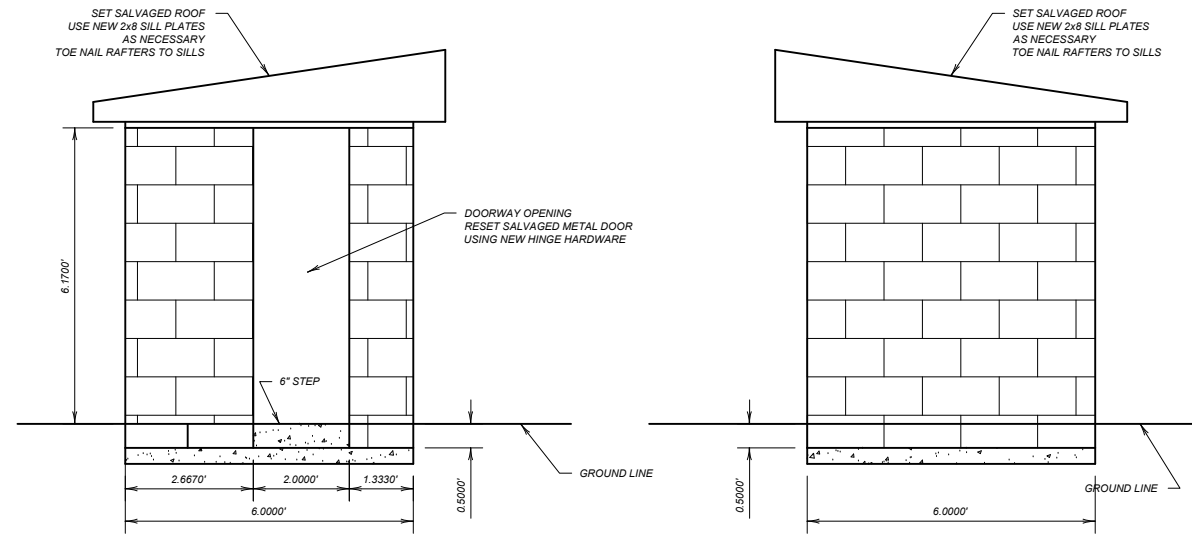 SET SALVAGED ROOF
USE NEW 2x8 SILL PLATES
AS NECESSARY
TOE NAIL RAFTERS TO SILLS
SET SALVAGED ROOF
USE NEW 2x8 SILL PLATES
AS NECESSARY
TOE NAIL RAFTERS TO SILLS
DOORWAY OPENING
RESET SALVAGED METAL DOOR
USING NEW HINGE HARDWARE
6.1700'
6" STEP
GROUND LINE
GROUND LINE
2.6670'
2.0000'
1.3330'
0.5000'
0.5000'
6.0000'
6.0000'